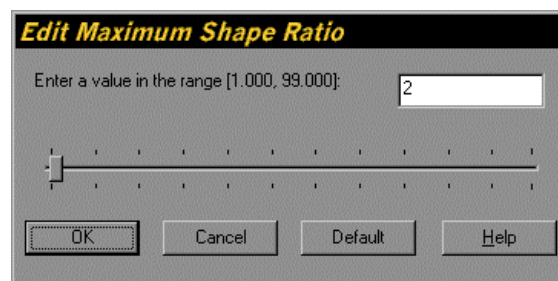 Edit Maximum Shape Ratio
Enter a value in the range [1.000, 99.000]:
2
OK
Cancel
Default
Help